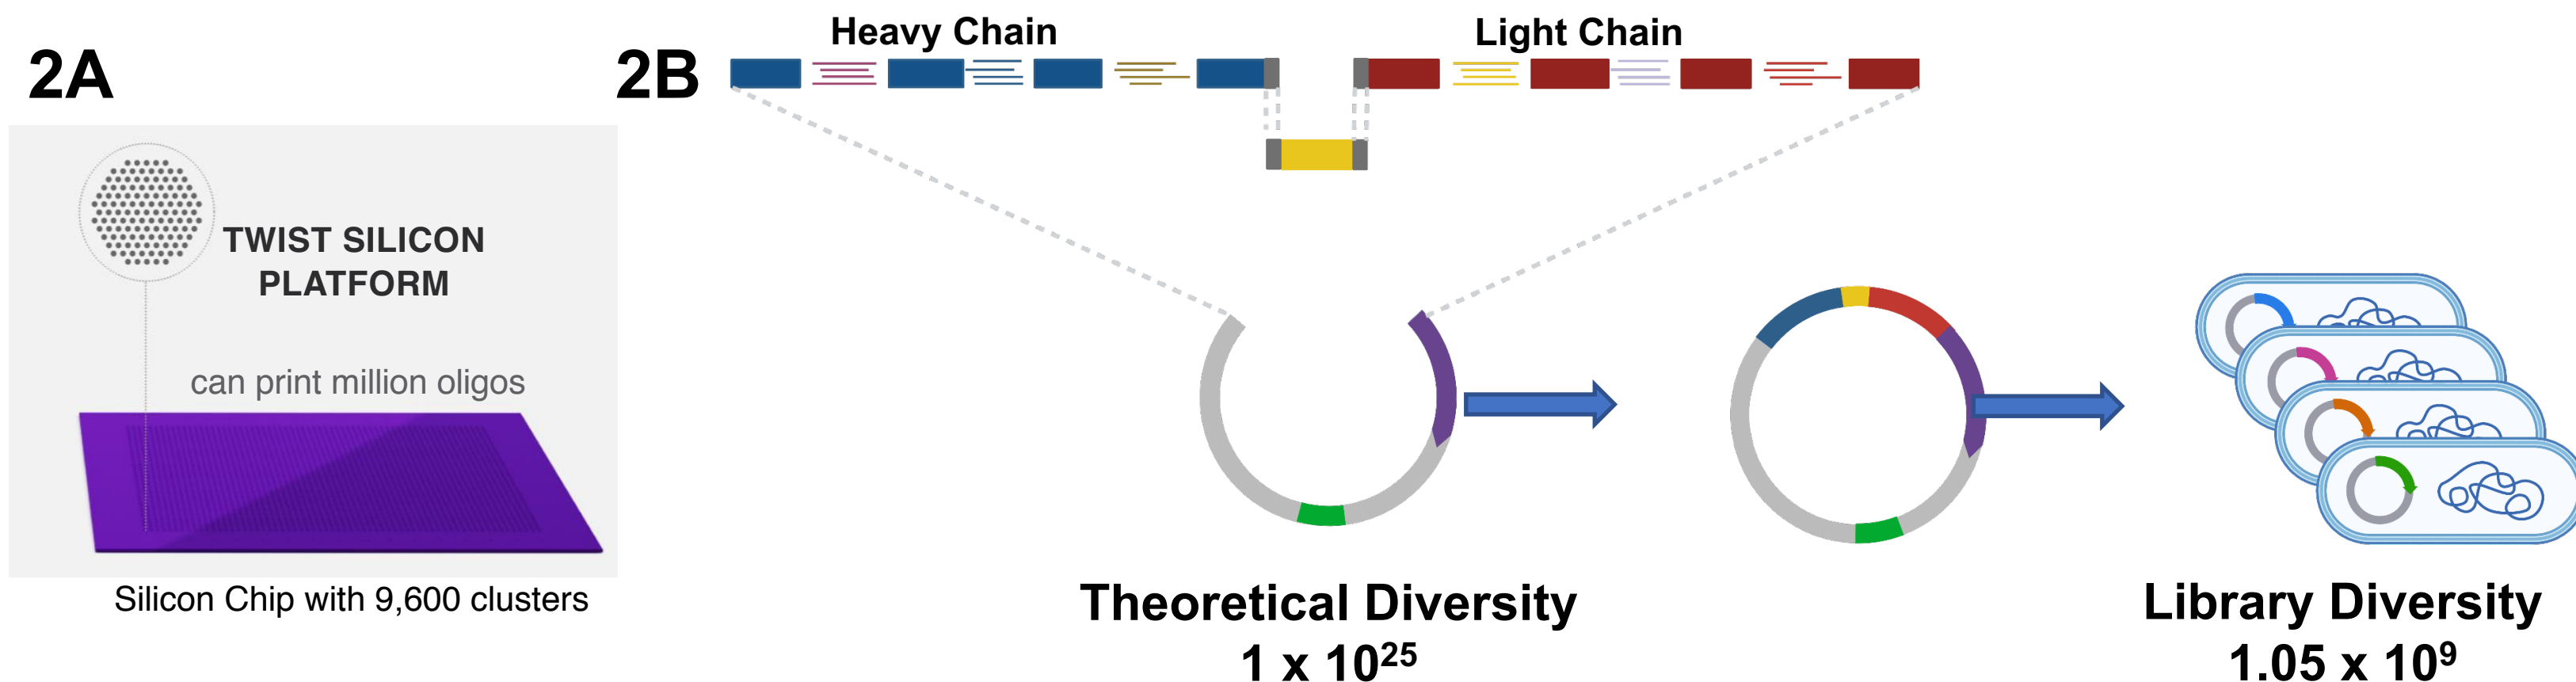 2A
TWIST SILICON
PLATFORM
can print million oligos
Silicon Chip with 9,600 clusters
2B
Heavy Chain
Light Chain
Theoretical Diversity
1 x 10²⁵
Library Diversity
1.05 x 10⁹